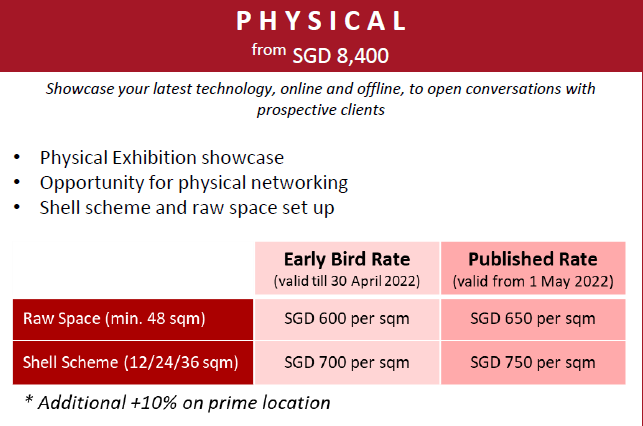 PHYSICAL
from SGD 8,400
Showcase your latest technology, online and offline, to open conversations with
prospective clients
• Physical Exhibition showcase
• Opportunity for physical networking
• Shell scheme and raw space set up
Early Bird Rate Published Rate
(valid till 30 April 2022) (valid from 1 May 2022)
Raw Space (min. 48 sqm) SGD 600 per sqm SGD 650 per sqm
Shell Scheme (12/24/36 sqm) SGD 700 per sqm SGD 750 per sqm
* Additional +10% on prime location